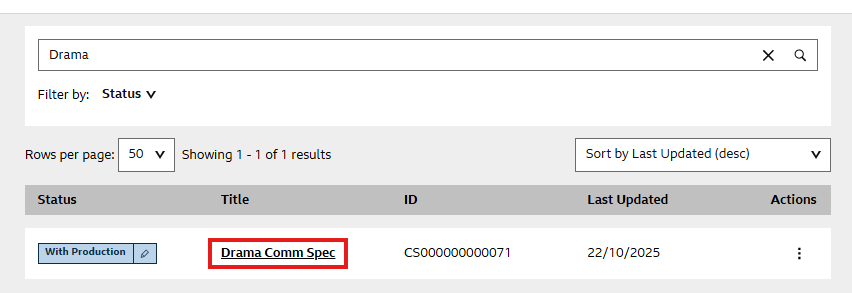 Drama
Filter by: Status
Rows per page: 50 Showing 1 - 1 of 1 results Sort by Last Updated (desc)
Status Title ID Last Updated Actions
With Production Drama Comm Spec CS000000000071 22/10/2025